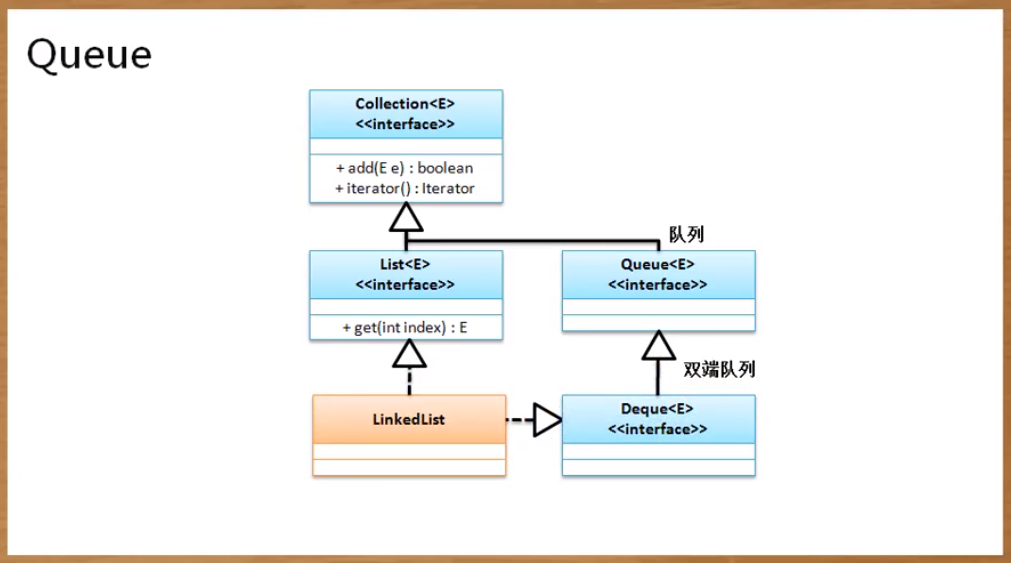 Queue
Collection<E>
<<interface>>
+ add(E e) : boolean
+ iterator() : Iterator
队列
List<E>
<<interface>>
+ get(int index) : E
Queue<E>
<<interface>>
双端队列
LinkedList
Deque<E>
<<interface>>